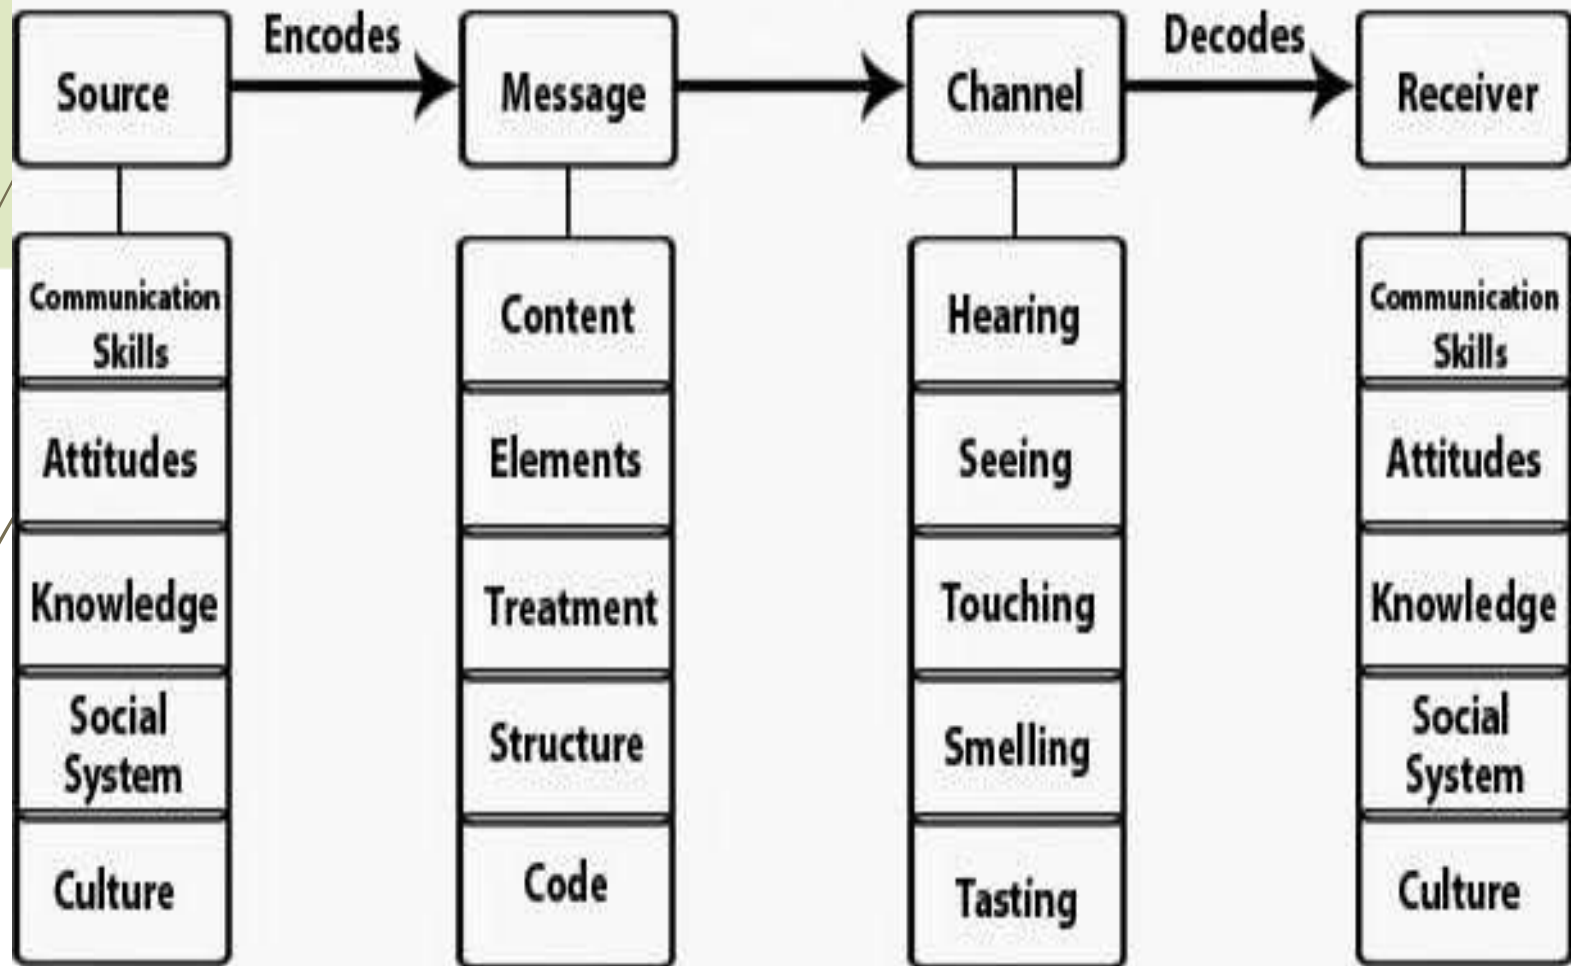 Encodes
Decodes
Source
Message
Channel
Receiver
Communication
Skills
Attitudes
Knowledge
Social
System
Culture
Content
Elements
Treatment
Structure
Code
Hearing
Seeing
Touching
Smelling
Tasting
Communication
Skills
Attitudes
Knowledge
Social
System
Culture